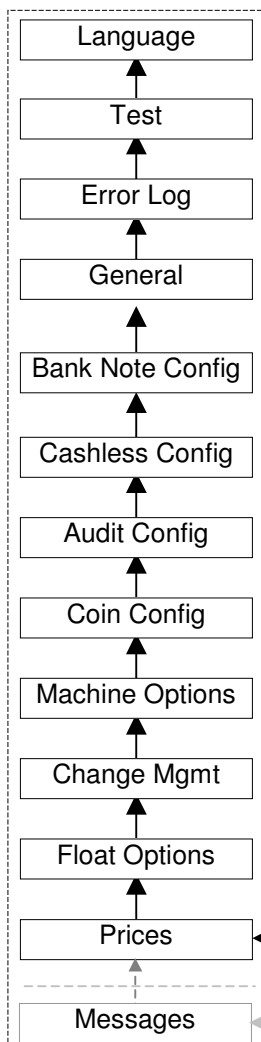 Language
Test
Error Log
General
Bank Note Config
Cashless Config
Audit Config
Coin Config
Machine Options
Change Mgmt
Float Options
Prices
Messages